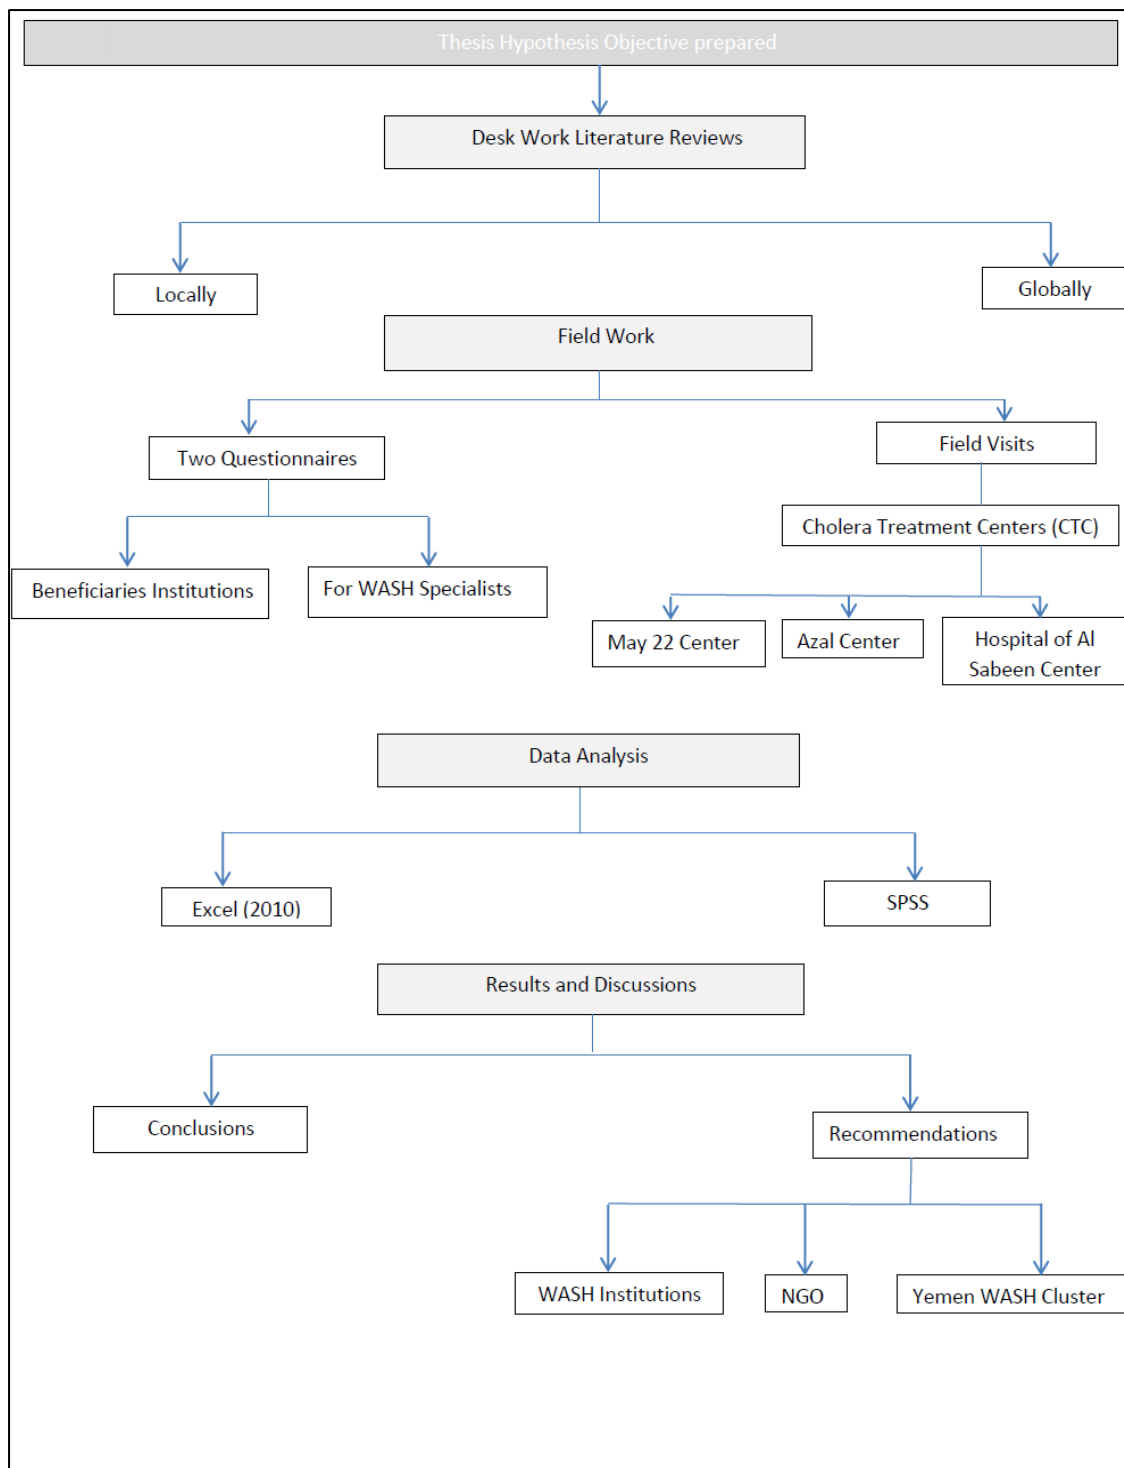 Thesis Hypothesis Objective prepared
Desk Work Literature Reviews
Locally
Globally
Field Work
Two Questionnaires
Field Visits
Cholera Treatment Centers (CTC)
Beneficiaries Institutions
For WASH Specialists
May 22 Center
Azal Center
Hospital of Al
Sabeen Center
Data Analysis
Excel (2010)
SPSS
Results and Discussions
Conclusions
Recommendations
WASH Institutions
NGO
Yemen WASH Cluster